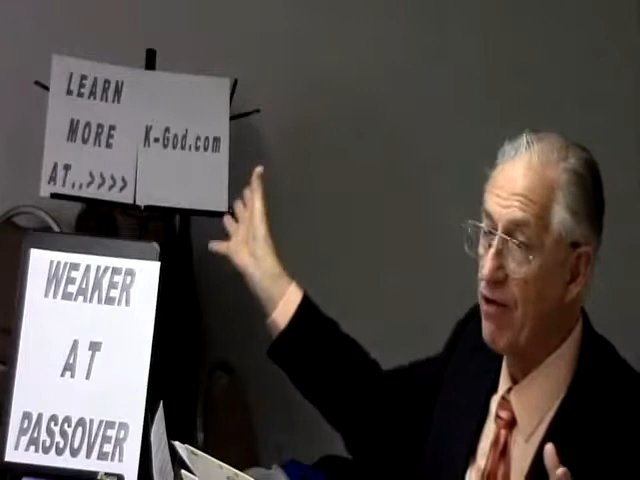 LEARN
MORE K-God.com
AT..>>>>
WEAKER
AT
PASSOVER